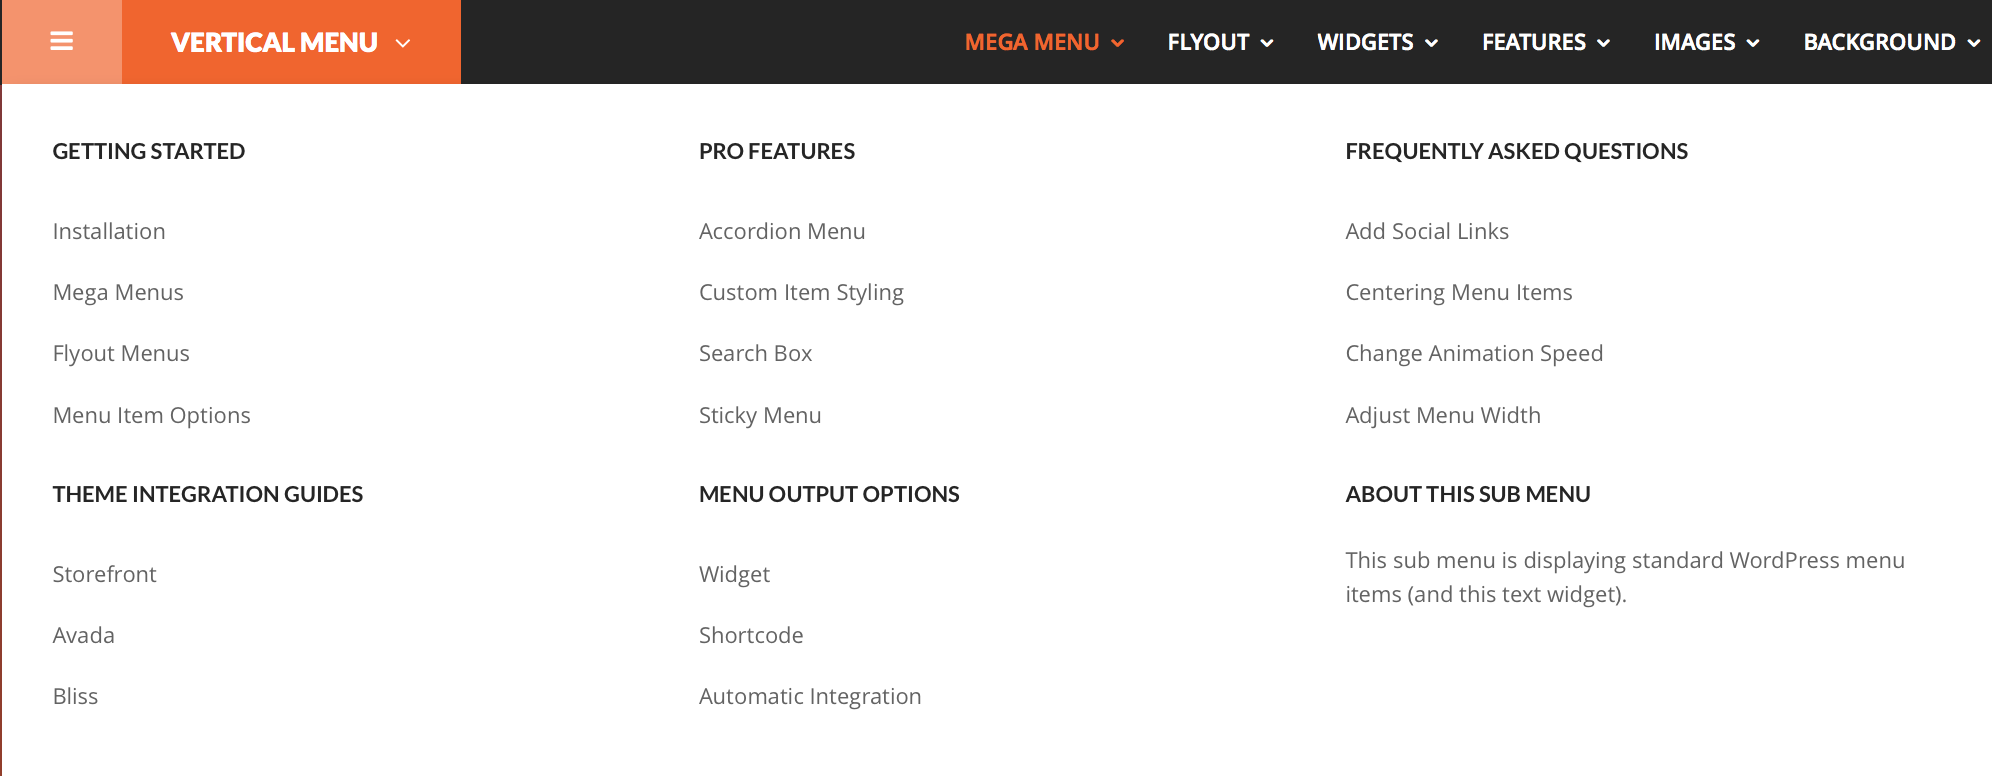 VERTICAL MENU
MEGA MENU
FLYOUT
WIDGETS
FEATURES
IMAGES
BACKGROUND
GETTING STARTED
Installation
Mega Menus
Flyout Menus
Menu Item Options
PRO FEATURES
Accordion Menu
Custom Item Styling
Search Box
Sticky Menu
FREQUENTLY ASKED QUESTIONS
Add Social Links
Centering Menu Items
Change Animation Speed
Adjust Menu Width
THEME INTEGRATION GUIDES
Storefront
Avada
Bliss
MENU OUTPUT OPTIONS
Widget
Shortcode
Automatic Integration
ABOUT THIS SUB MENU
This sub menu is displaying standard WordPress menu
items (and this text widget).